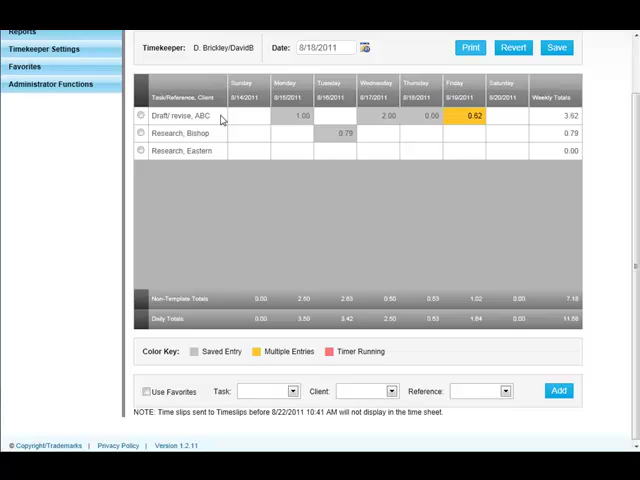 Reports
Timekeeper Settings
Favorites
Administrator Functions
Timekeeper: D. Brickley/DavidB Date: 8/18/2011 Print Revert Save
Sunday Monday Tuesday Wednesday Thursday Friday Saturday
Task/Reference, Client 8/14/2011 8/15/2011 8/16/2011 8/17/2011 8/18/2011 8/19/2011 8/20/2011 Weekly Totals
Draft/ revise, ABC 1.00 2.00 0.00 0.62 3.62
Research, Bishop 0.79 0.79
Research, Eastern 0.00
Non-Template Totals 0.00 2.50 2.63 0.50 0.53 1.02 0.00 7.18
Daily Totals 0.00 3.50 3.42 2.50 0.53 1.64 0.00 11.58
Color Key: Saved Entry Multiple Entries Timer Running
Use Favorites Task: Client: Reference: Add
NOTE: Time slips sent to Timeslips before 8/22/2011 10:41 AM will not display in the time sheet.
© Copyright/Trademarks | Privacy Policy | Version 1.2.11